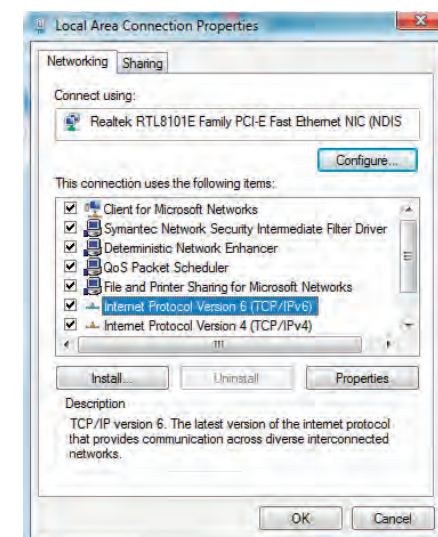 Local Area Connection Properties
Networking Sharing
Connect using:
Realtek RTL8101E Family PCI-E Fast Ethernet NIC (NDIS
Configure...
This connection uses the following items:
Client for Microsoft Networks
Symantec Network Security Intermediate Filter Driver
Deterministic Network Enhancer
QoS Packet Scheduler
File and Printer Sharing for Microsoft Networks
Internet Protocol Version 6 (TCP/IPv6)
Internet Protocol Version 4 (TCP/IPv4)
Install... Uninstall Properties
Description
TCP/IP version 6. The latest version of the internet protocol
that provides communication across diverse interconnected
networks.
OK Cancel